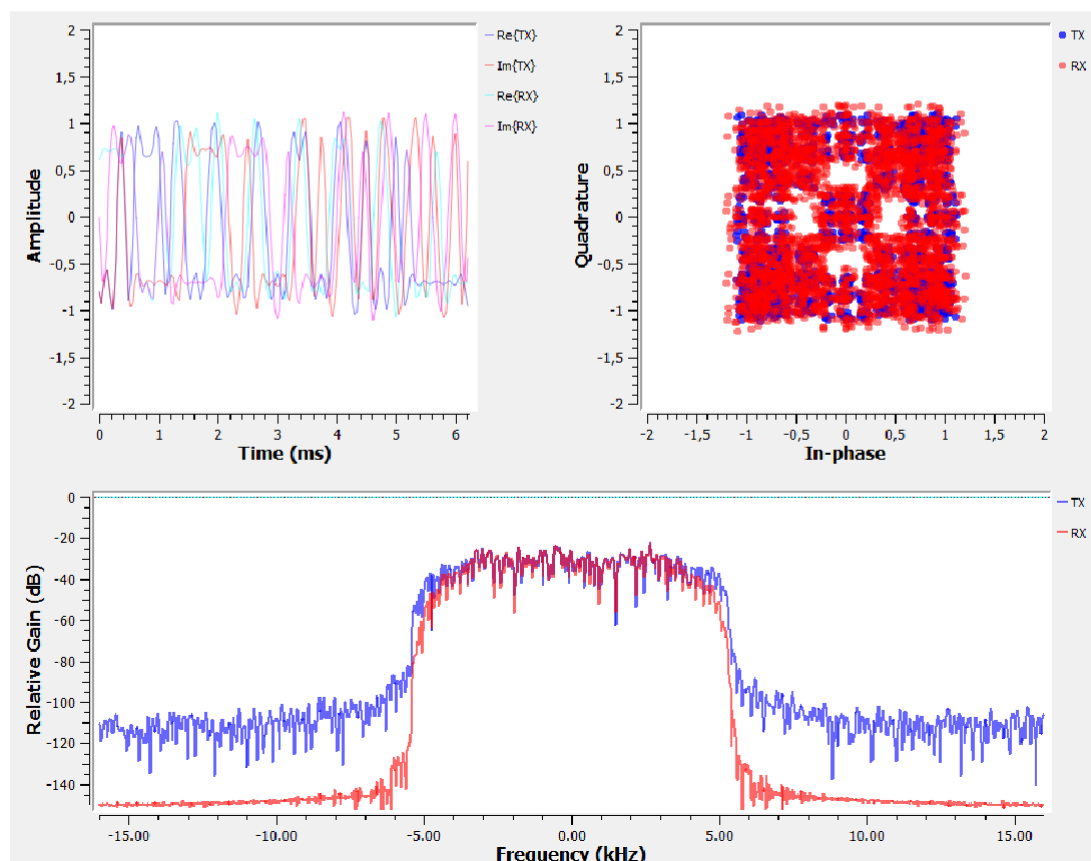 2
1,5
1
0,5
0
-0,5
-1
-1,5
-2
Amplitude
0 1 2 3 4 5 6
Time (ms)
Re{TX}
Im{TX}
Re{RX}
Im{RX}
2
1,5
1
0,5
0
-0,5
-1
-1,5
-2
Quadrature
-2 -1,5 -1 -0,5 0 0,5 1 1,5 2
In-phase
TX
RX
0
-20
-40
-60
-80
-100
-120
-140
Relative Gain (dB)
-15.00 -10.00 -5.00 0.00 5.00 10.00 15.00
Frequency (kHz)
TX
RX